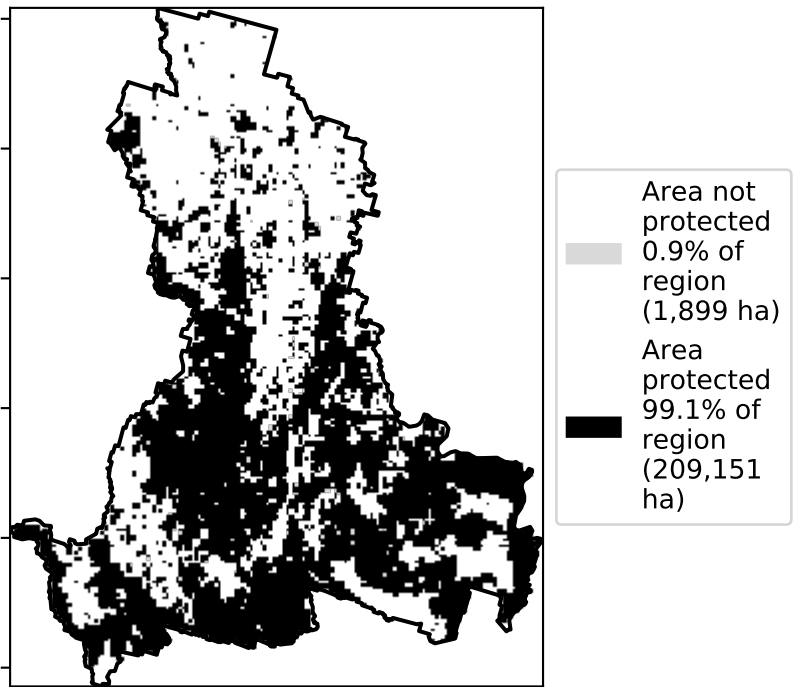 Area not
protected
0.9% of
region
(1,899 ha)
Area
protected
99.1% of
region
(209,151
ha)